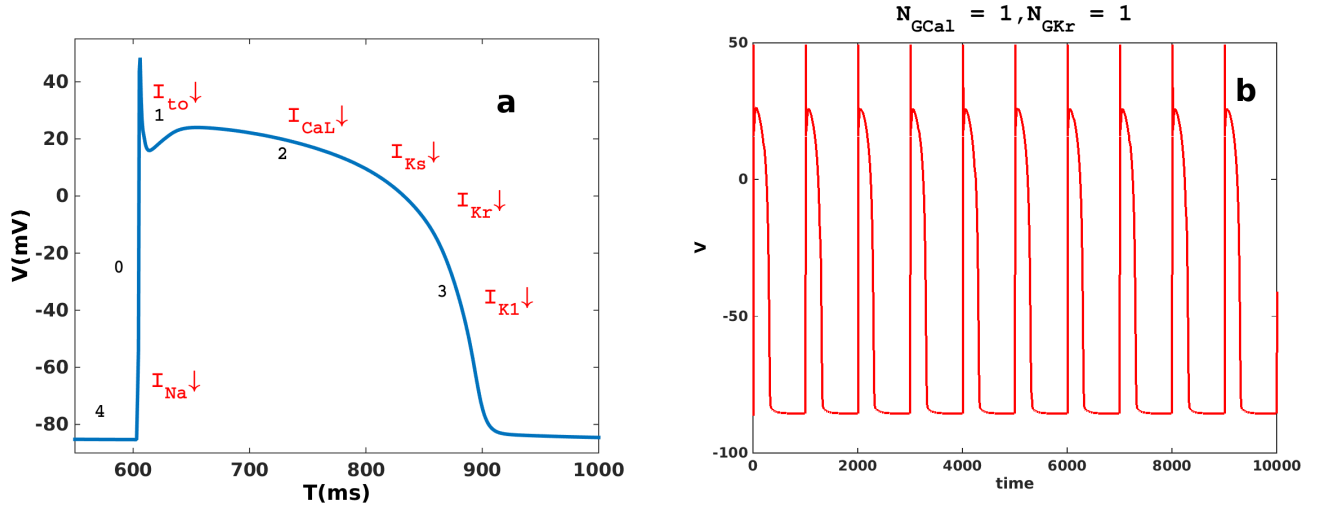 N_GCal = 1,N_GKr = 1
a
b
I_to↓
1
I_CaL↓
2
I_Ks↓
I_Kr↓
0
3
I_K1↓
I_Na↓
4
40
20
0
-20
-40
-60
-80
V(mV)
600 700 800 900 1000
T(ms)
50
0
-50
-100
v
0 2000 4000 6000 8000 10000
time